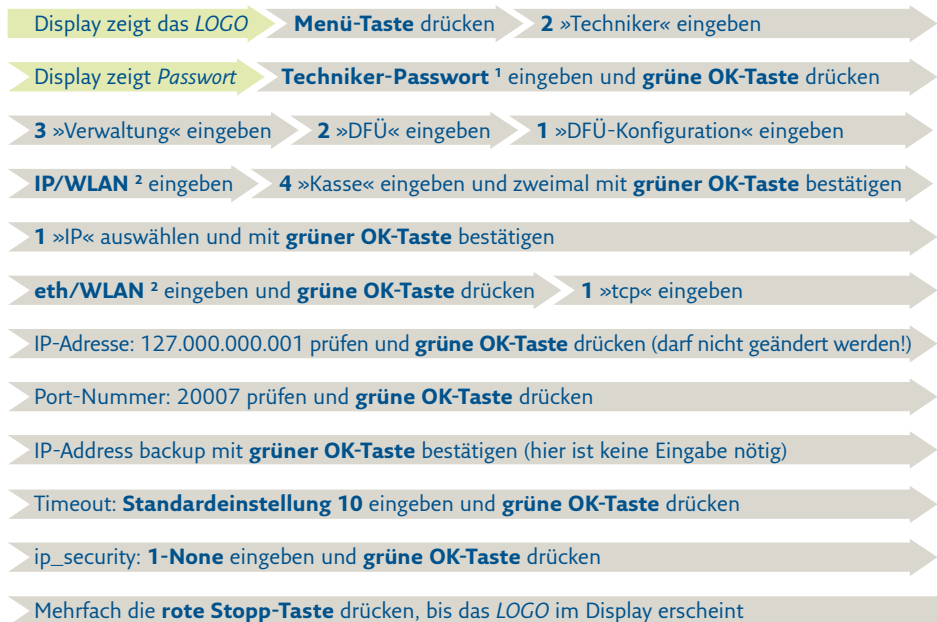 Display zeigt das LOGO Menü-Taste drücken 2 »Techniker« eingeben
Display zeigt Passwort Techniker-Passwort ¹ eingeben und grüne OK-Taste drücken
3 »Verwaltung« eingeben 2 »DFÜ« eingeben 1 »DFÜ-Konfiguration« eingeben
IP/WLAN ² eingeben 4 »Kasse« eingeben und zweimal mit grüner OK-Taste bestätigen
1 »IP« auswählen und mit grüner OK-Taste bestätigen
eth/WLAN ² eingeben und grüne OK-Taste drücken 1 »tcp« eingeben
IP-Adresse: 127.000.000.001 prüfen und grüne OK-Taste drücken (darf nicht geändert werden!)
Port-Nummer: 20007 prüfen und grüne OK-Taste drücken
IP-Address backup mit grüner OK-Taste bestätigen (hier ist keine Eingabe nötig)
Timeout: Standardeinstellung 10 eingeben und grüne OK-Taste drücken
ip_security: 1-None eingeben und grüne OK-Taste drücken
Mehrfach die rote Stopp-Taste drücken, bis das LOGO im Display erscheint